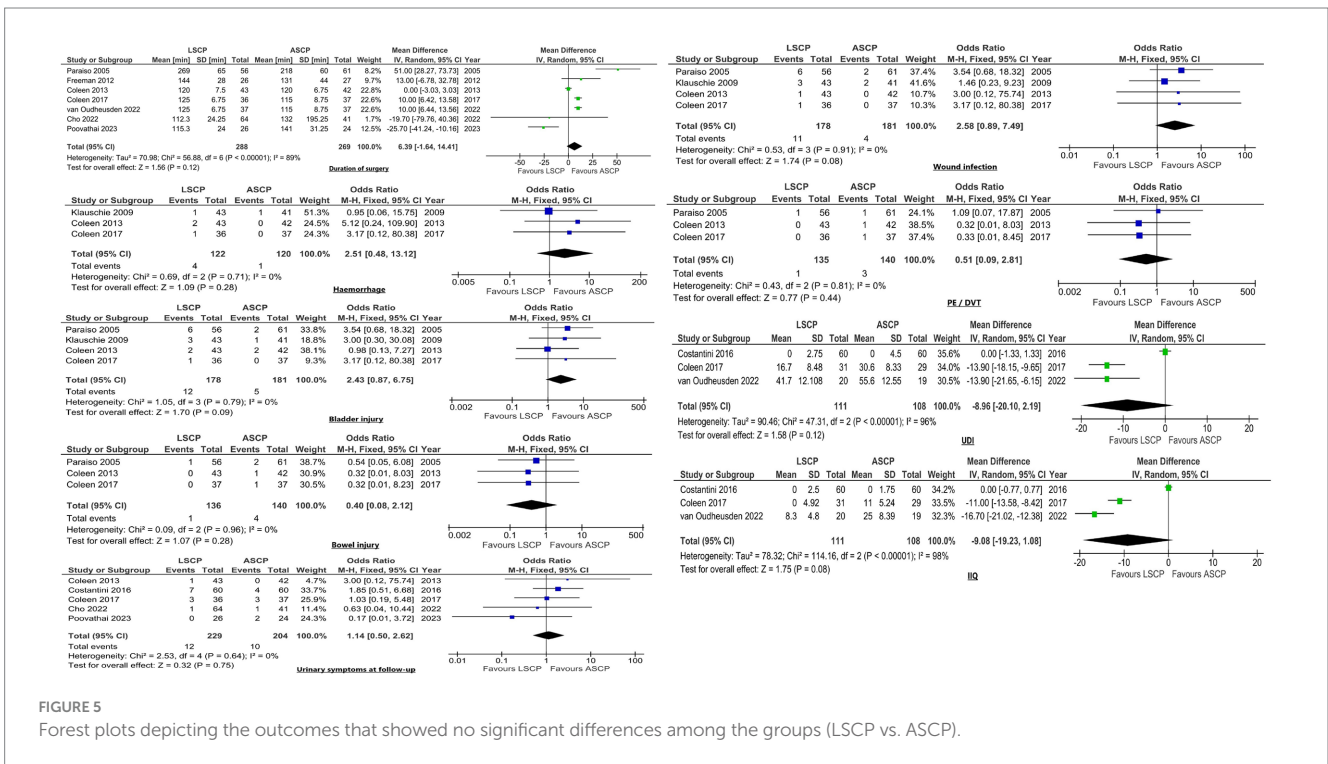 LSCP ASCP Mean Difference Mean Difference
Study or Subgroup Mean [min] SD [min] Total Mean [min] SD [min] Total Weight IV, Random, 95% CI Year IV, Random, 95% CI
Paraiso 2005 269 65 56 218 60 61 8.2% 51.00 [28.27, 73.73] 2005
Freeman 2012 144 28 26 131 44 27 9.7% 13.00 [-6.78, 32.78] 2012
Coleen 2013 120 7.5 43 120 6.75 42 23.2% 0.00 [-3.03, 3.03] 2013
Coleen 2017 125 6.75 36 115 8.75 37 22.9% 10.00 [6.42, 13.58] 2017
van Oudheusden 2022 125 6.75 37 115 8.75 37 22.9% 10.00 [6.44, 13.56] 2022
Cho 2022 112.3 24.25 64 132 195.25 41 1.7% -19.70 [-79.76, 40.36] 2022
Poovathai 2023 115.3 24 26 141 31.25 24 12.5% -25.70 [-41.24, -10.16] 2023
Total (95% CI) 288 269 100.0% 6.39 [-1.64, 14.41]
Heterogeneity: Tau² = 70.98; Chi² = 56.88, df = 6 (P < 0.00001); I² = 89%
Test for overall effect: Z = 1.56 (P = 0.12)
Duration of surgery
-50 -25 0 25 50
Favours LSCP Favours ASCP
LSCP ASCP Odds Ratio Odds Ratio
Study or Subgroup Events Total Events Total Weight M-H, Fixed, 95% CI Year M-H, Fixed, 95% CI
Klauschie 2009 1 43 1 41 51.3% 0.95 [0.06, 15.75] 2009
Coleen 2013 2 43 0 42 24.5% 5.12 [0.24, 109.90] 2013
Coleen 2017 1 36 0 37 24.3% 3.17 [0.12, 80.38] 2017
Total (95% CI) 122 120 100.0% 2.51 [0.48, 13.12]
Total events 4 1
Heterogeneity: Chi² = 0.69, df = 2 (P = 0.71); I² = 0%
Test for overall effect: Z = 1.09 (P = 0.28)
Haemorrhage
0.005 0.1 1 10 200
Favours LSCP Favours ASCP
LSCP ASCP Odds Ratio Odds Ratio
Study or Subgroup Events Total Events Total Weight M-H, Fixed, 95% CI Year M-H, Fixed, 95% CI
Paraiso 2005 6 56 2 61 33.8% 3.54 [0.68, 18.32] 2005
Klauschie 2009 3 43 1 41 18.8% 3.00 [0.30, 30.08] 2009
Coleen 2013 2 43 2 42 38.1% 0.98 [0.13, 7.27] 2013
Coleen 2017 1 36 0 37 9.3% 3.17 [0.12, 80.38] 2017
Total (95% CI) 178 181 100.0% 2.43 [0.87, 6.75]
Total events 12 5
Heterogeneity: Chi² = 1.05, df = 3 (P = 0.79); I² = 0%
Test for overall effect: Z = 1.70 (P = 0.09)
Bladder injury
0.002 0.1 1 10 500
Favours LSCP Favours ASCP
LSCP ASCP Odds Ratio Odds Ratio
Study or Subgroup Events Total Events Total Weight M-H, Fixed, 95% CI Year M-H, Fixed, 95% CI
Paraiso 2005 1 56 2 61 38.7% 0.54 [0.05, 6.08] 2005
Coleen 2013 0 43 1 42 30.8% 0.32 [0.01, 8.03] 2013
Coleen 2017 0 37 1 37 30.5% 0.32 [0.01, 8.23] 2017
Total (95% CI) 136 140 100.0% 0.40 [0.08, 2.12]
Total events 1 4
Heterogeneity: Chi² = 0.09, df = 2 (P = 0.96); I² = 0%
Test for overall effect: Z = 1.07 (P = 0.28)
Bowel injury
0.002 0.1 1 10 500
Favours LSCP Favours ASCP
LSCP ASCP Odds Ratio Odds Ratio
Study or Subgroup Events Total Events Total Weight M-H, Fixed, 95% CI Year M-H, Fixed, 95% CI
Coleen 2013 1 43 0 42 4.7% 3.00 [0.12, 75.74] 2013
Costantini 2016 7 60 4 60 33.5% 1.85 [0.51, 6.68] 2016
Coleen 2017 3 36 3 37 25.9% 1.03 [0.19, 5.48] 2017
Cho 2022 1 64 1 41 11.4% 0.63 [0.04, 10.44] 2022
Poovathai 2023 0 26 2 24 24.5% 0.17 [0.01, 3.72] 2023
Total (95% CI) 229 204 100.0% 1.14 [0.50, 2.62]
Total events 12 10
Heterogeneity: Chi² = 2.53, df = 4 (P = 0.64); I² = 0%
Test for overall effect: Z = 0.32 (P = 0.75)
Urinary symptoms at follow-up
0.01 0.1 1 10 100
Favours LSCP Favours ASCP
LSCP ASCP Odds Ratio Odds Ratio
Study or Subgroup Events Total Events Total Weight M-H, Fixed, 95% CI Year M-H, Fixed, 95% CI
Paraiso 2005 6 56 2 61 37.4% 3.54 [0.68, 18.32] 2005
Klauschie 2009 3 43 2 41 42.0% 1.46 [0.23, 9.23] 2009
Coleen 2013 1 43 0 42 10.4% 3.00 [0.12, 75.74] 2013
Coleen 2017 1 36 0 37 10.3% 3.17 [0.12, 80.38] 2017
Total (95% CI) 178 181 100.0% 2.58 [0.89, 7.49]
Total events 11 4
Heterogeneity: Chi² = 0.53, df = 3 (P = 0.91); I² = 0%
Test for overall effect: Z = 1.74 (P = 0.08)
Wound infection
0.01 0.1 1 10 100
Favours LSCP Favours ASCP
LSCP ASCP Odds Ratio Odds Ratio
Study or Subgroup Events Total Events Total Weight M-H, Fixed, 95% CI Year M-H, Fixed, 95% CI
Paraiso 2005 1 56 1 61 24.1% 1.09 [0.07, 17.87] 2005
Coleen 2013 0 43 1 42 38.5% 0.32 [0.01, 8.03] 2013
Coleen 2017 0 36 1 37 37.4% 0.33 [0.01, 8.45] 2017
Total (95% CI) 135 140 100.0% 0.51 [0.09, 2.81]
Total events 1 3
Heterogeneity: Chi² = 0.43, df = 2 (P = 0.81); I² = 0%
Test for overall effect: Z = 0.77 (P = 0.44)
PE / DVT
0.002 0.1 1 10 500
Favours LSCP Favours ASCP
LSCP ASCP Mean Difference Mean Difference
Study or Subgroup Mean SD Total Mean SD Total Weight IV, Random, 95% CI Year IV, Random, 95% CI
Costantini 2016 0 2.75 60 0 4.5 60 35.6% 0.00 [-1.33, 1.33] 2016
Coleen 2017 16.7 8.48 31 30.6 8.33 29 34.0% -13.90 [-18.15, -9.65] 2017
van Oudheusden 2022 41.7 12.108 20 55.6 12.55 19 30.3% -13.90 [-21.65, -6.15] 2022
Total (95% CI) 111 108 100.0% -8.96 [-20.10, 2.19]
Heterogeneity: Tau² = 90.46; Chi² = 47.31, df = 2 (P < 0.00001); I² = 96%
Test for overall effect: Z = 1.58 (P = 0.12)
UDI
-20 -10 0 10 20
Favours LSCP Favours ASCP
LSCP ASCP Mean Difference Mean Difference
Study or Subgroup Mean SD Total Mean SD Total Weight IV, Random, 95% CI Year IV, Random, 95% CI
Costantini 2016 0 2.5 60 0 1.75 60 34.2% 0.00 [-0.77, 0.77] 2016
Coleen 2017 0 4.92 31 11 5.24 29 33.5% -11.00 [-13.58, -8.42] 2017
van Oudheusden 2022 8.3 4.8 20 25 8.39 19 32.3% -16.70 [-21.02, -12.38] 2022
Total (95% CI) 111 108 100.0% -9.08 [-19.23, 1.08]
Heterogeneity: Tau² = 78.32; Chi² = 114.16, df = 2 (P < 0.00001); I² = 98%
Test for overall effect: Z = 1.75 (P = 0.08)
IIQ
-20 -10 0 10 20
Favours LSCP Favours ASCP
FIGURE 5
Forest plots depicting the outcomes that showed no significant differences among the groups (LSCP vs. ASCP).